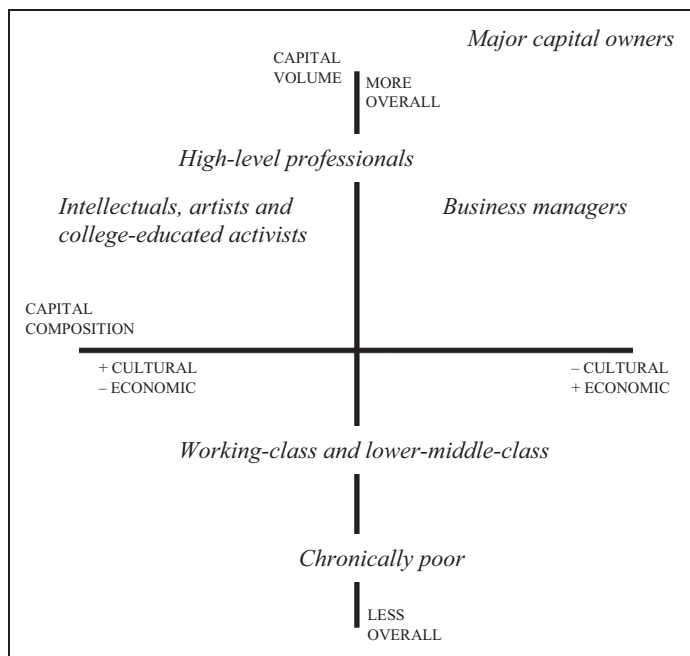 Major capital owners
CAPITAL
VOLUME
MORE
OVERALL
High-level professionals
Intellectuals, artists and
college-educated activists
Business managers
CAPITAL
COMPOSITION
+ CULTURAL
– ECONOMIC
– CULTURAL
+ ECONOMIC
Working-class and lower-middle-class
Chronically poor
LESS
OVERALL